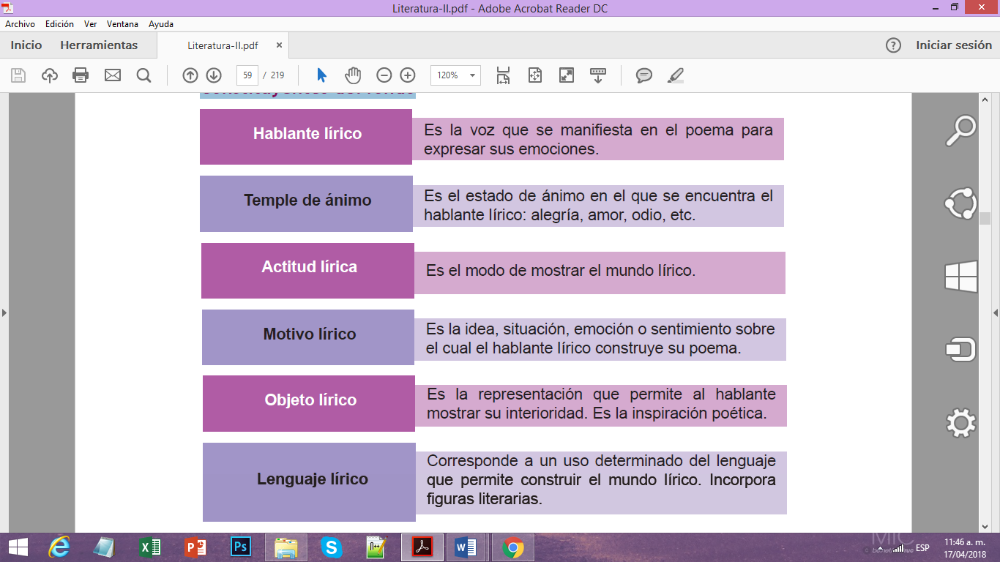 Literatura-II.pdf - Adobe Acrobat Reader DC
Archivo Edición Ver Ventana Ayuda
Inicio Herramientas Literatura-II.pdf × ? Iniciar sesión
59 / 219 120%
Constituyentes del fondo
Hablante lírico
Es la voz que se manifiesta en el poema para
expresar sus emociones.
Temple de ánimo
Es el estado de ánimo en el que se encuentra el
hablante lírico: alegría, amor, odio, etc.
Actitud lírica
Es el modo de mostrar el mundo lírico.
Motivo lírico
Es la idea, situación, emoción o sentimiento sobre
el cual el hablante lírico construye su poema.
Objeto lírico
Es la representación que permite al hablante
mostrar su interioridad. Es la inspiración poética.
Lenguaje lírico
Corresponde a un uso determinado del lenguaje
que permite construir el mundo lírico. Incorpora
figuras literarias.
ESP
11:46 a. m.
17/04/2018